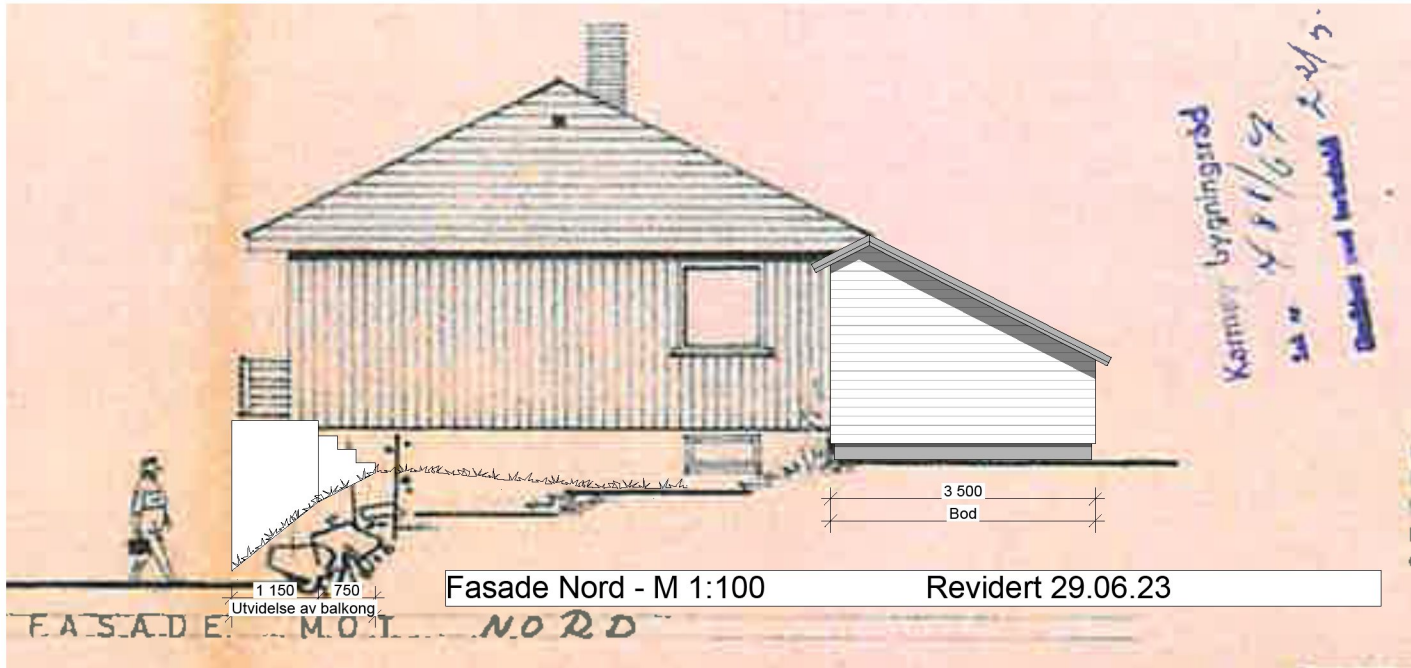 Karmøy bygningsråd
3 500
Bod
1 150
750
Utvidelse av balkong
Fasade Nord - M 1:100
Revidert 29.06.23
FASADE MOT NORD